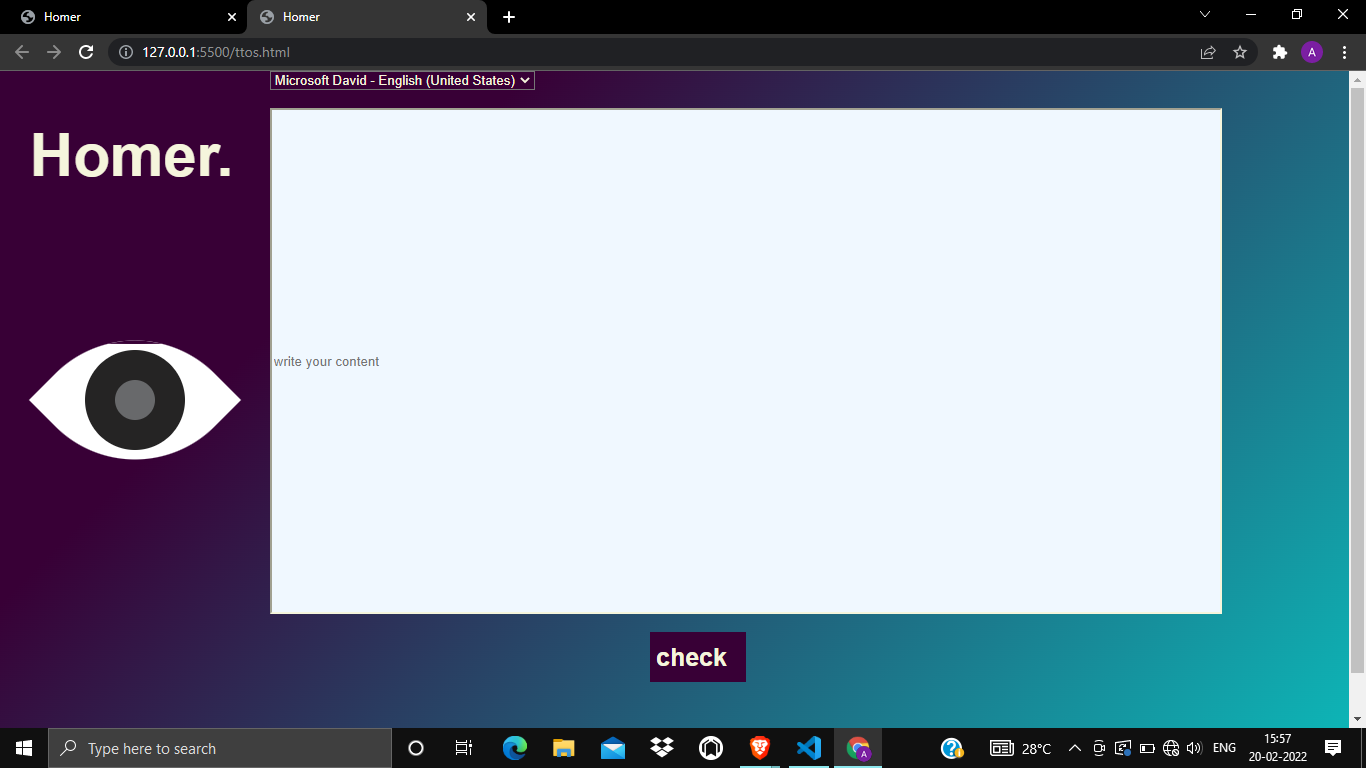 Homer
Homer
127.0.0.1:5500/ttos.html
A
Microsoft David - English (United States)
Homer.
write your content
check
Type here to search
A
28°C
ENG
15:57
20-02-2022